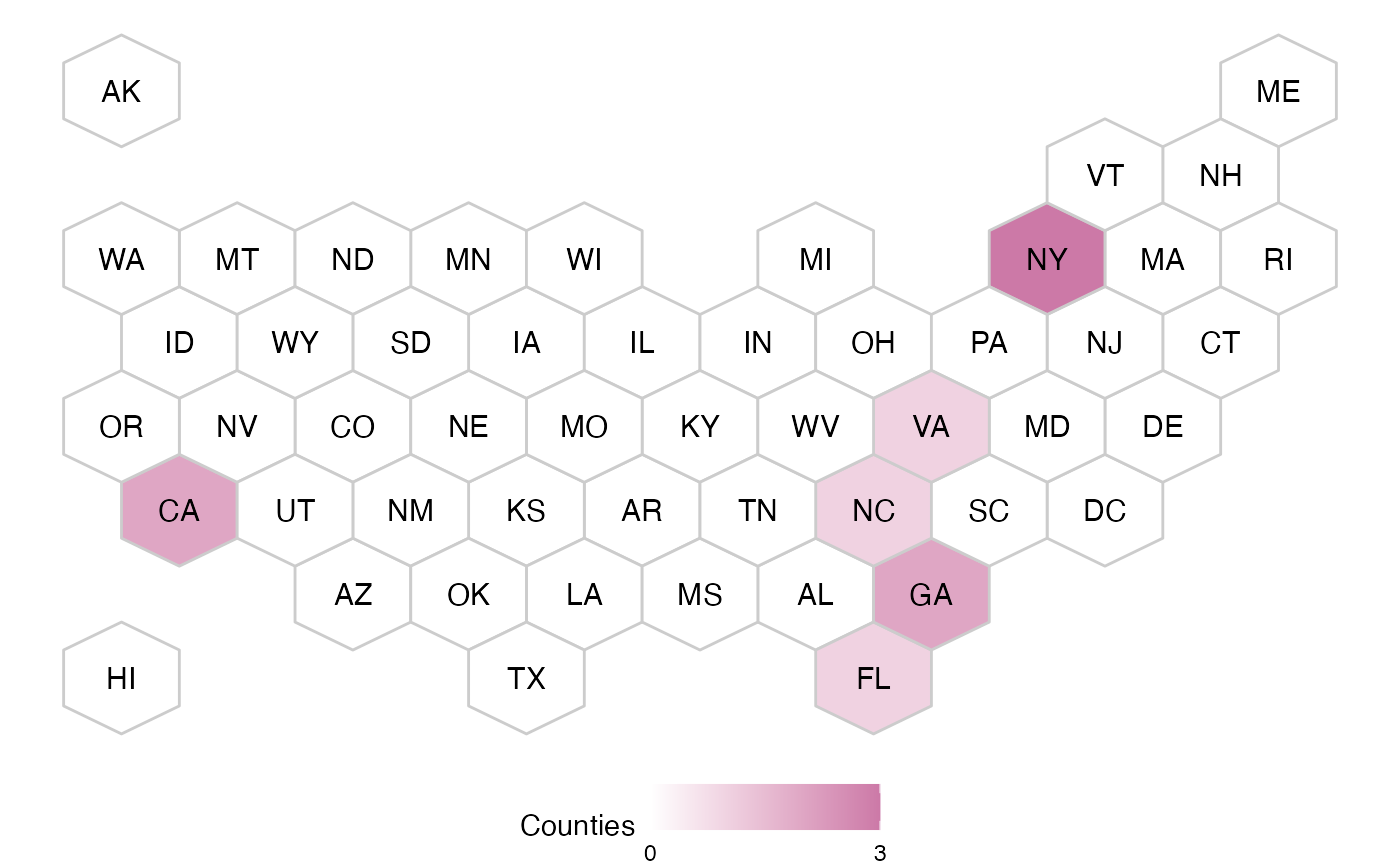 AK ME
VT NH
WA MT ND MN WI MI NY MA RI
ID WY SD IA IL IN OH PA NJ CT
OR NV CO NE MO KY WV VA MD DE
CA UT NM KS AR TN NC SC DC
AZ OK LA MS AL GA
HI TX FL
Counties
0 3